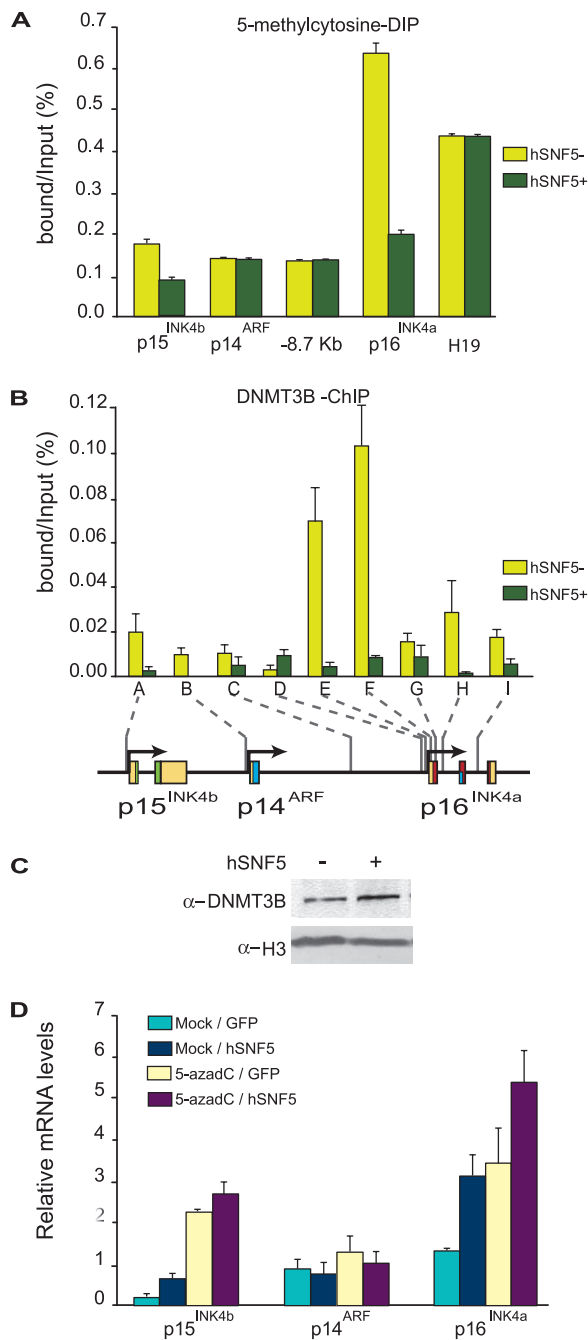 A
5-methylcytosine-DIP
bound/Input (%)
0.7
0.6
0.5
0.4
0.3
0.2
0.1
0.0
hSNF5-
hSNF5+
p15INK4b
p14ARF
-8.7 Kb
p16INK4a
H19
B
DNMT3B -ChIP
bound/Input (%)
0.12
0.10
0.08
0.06
0.04
0.02
0.00
hSNF5-
hSNF5+
A B C D E F G H I
p15INK4b
p14ARF
p16INK4a
C
hSNF5 - +
α-DNMT3B
α-H3
D
Relative mRNA levels
7
6
5
4
3
2
1
0
Mock / GFP
Mock / hSNF5
5-azadC / GFP
5-azadC / hSNF5
p15INK4b
p14ARF
p16INK4a